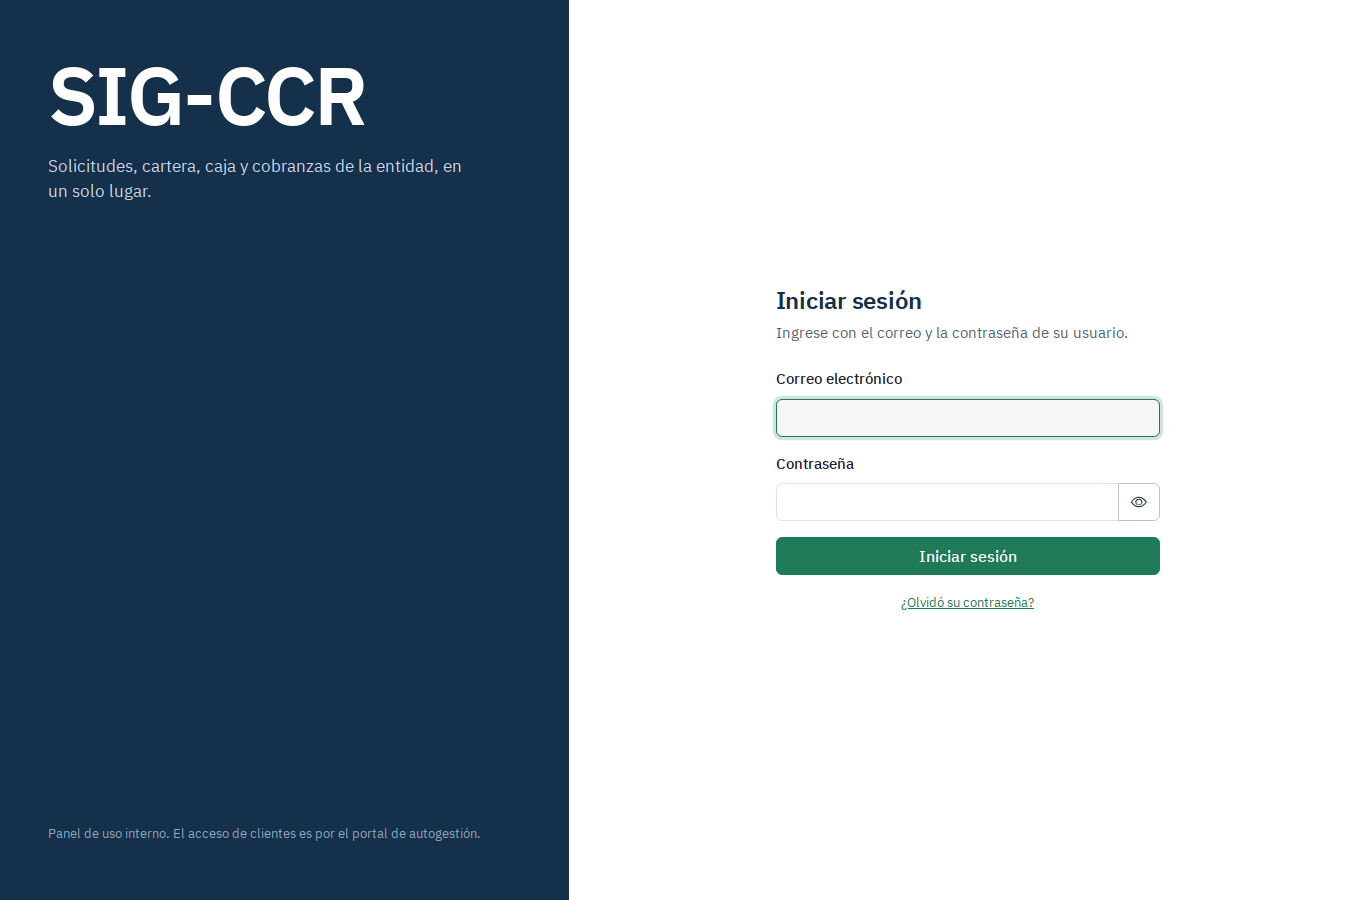 SIG-CCR
Solicitudes, cartera, caja y cobranzas de la entidad, en
un solo lugar.
Panel de uso interno. El acceso de clientes es por el portal de autogestión.
Iniciar sesión
Ingrese con el correo y la contraseña de su usuario.
Correo electrónico
Contraseña
Iniciar sesión
¿Olvidó su contraseña?